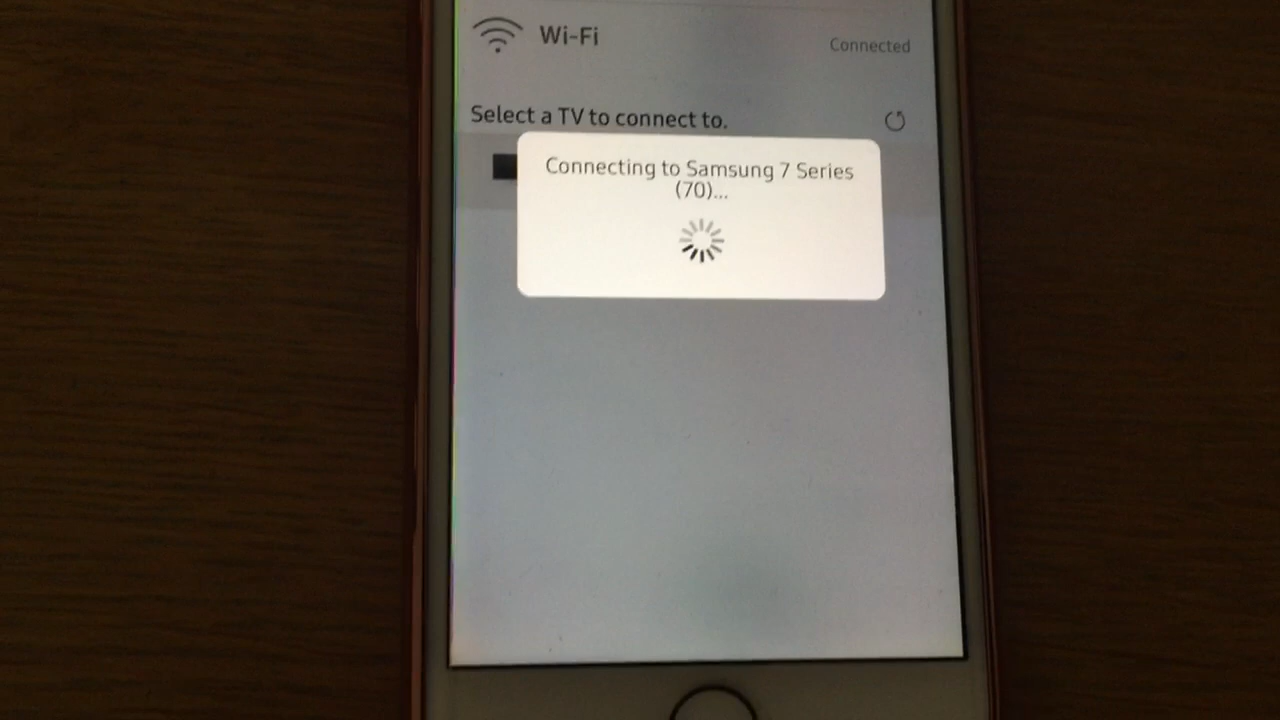 Wi-Fi
Connected
Select a TV to connect to.
Connecting to Samsung 7 Series
(70)...